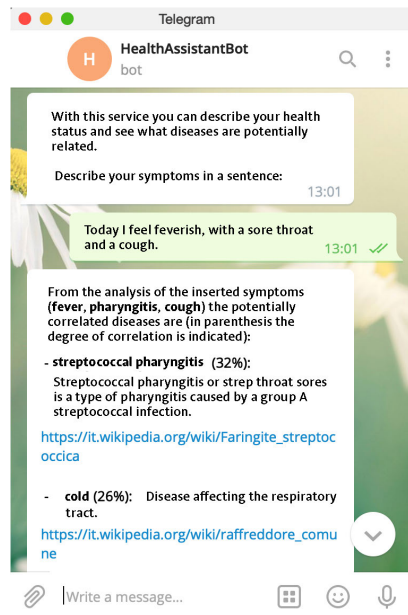 Telegram
H
HealthAssistantBot
bot
With this service you can describe your health
status and see what diseases are potentially
related.
Describe your symptoms in a sentence:
13:01
Today I feel feverish, with a sore throat
and a cough.
13:01
From the analysis of the inserted symptoms
(fever, pharyngitis, cough) the potentially
correlated diseases are (in parenthesis the
degree of correlation is indicated):
- streptococcal pharyngitis (32%):
Streptococcal pharyngitis or strep throat sores
is a type of pharyngitis caused by a group A
streptococcal infection.
https://it.wikipedia.org/wiki/Faringite_streptoc
occica
- cold (26%): Disease affecting the respiratory
tract.
https://it.wikipedia.org/wiki/raffreddore_comu
ne
Write a message...